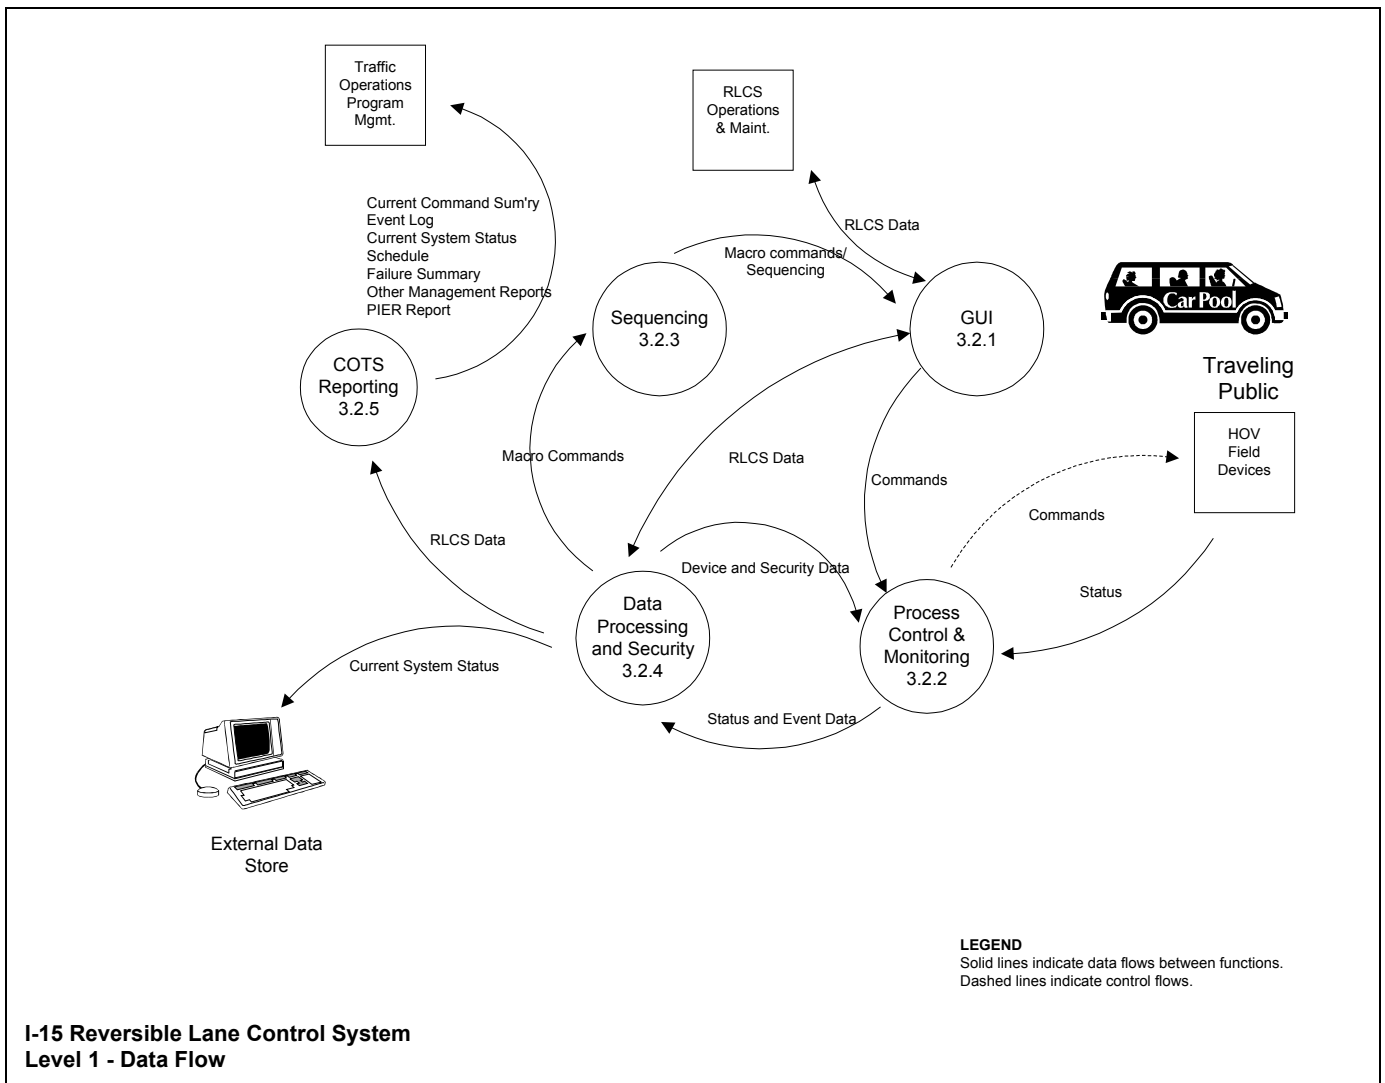 Traffic
Operations
Program
Mgmt.
RLCS
Operations
& Maint.
Current Command Sum'ry
Event Log
Current System Status
Schedule
Failure Summary
Other Management Reports
PIER Report
RLCS Data
Macro commands/
Sequencing
Sequencing
3.2.3
GUI
3.2.1
Car Pool
Traveling
Public
COTS
Reporting
3.2.5
HOV
Field
Devices
Macro Commands
RLCS Data
Commands
Commands
RLCS Data
Device and Security Data
Status
Data
Processing
and Security
3.2.4
Process
Control &
Monitoring
3.2.2
Current System Status
Status and Event Data
External Data
Store
LEGEND
Solid lines indicate data flows between functions.
Dashed lines indicate control flows.
I-15 Reversible Lane Control System
Level 1 - Data Flow